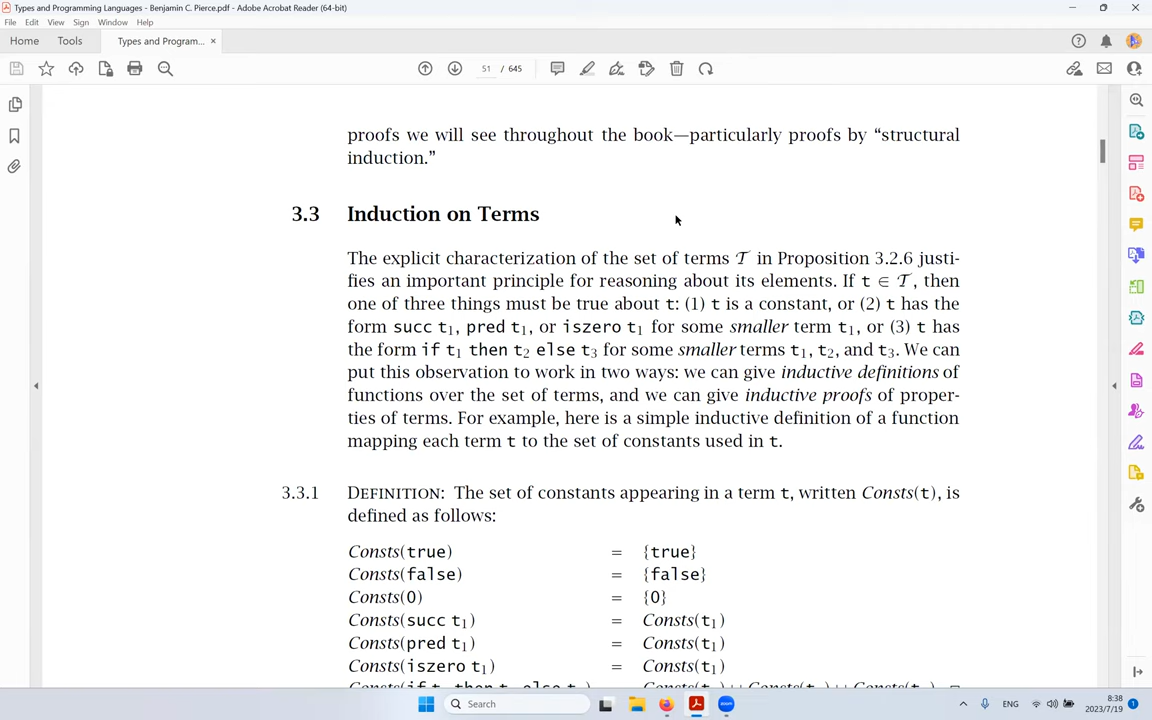 Types and Programming Languages - Benjamin C. Pierce.pdf - Adobe Acrobat Reader (64-bit)
File Edit View Sign Window Help
Home Tools Types and Program... ×
51 / 645
proofs we will see throughout the book—particularly proofs by “structural
induction.”
3.3 Induction on Terms
The explicit characterization of the set of terms 𝒯 in Proposition 3.2.6 justi-
fies an important principle for reasoning about its elements. If t ∈ 𝒯, then
one of three things must be true about t: (1) t is a constant, or (2) t has the
form succ t₁, pred t₁, or iszero t₁ for some smaller term t₁, or (3) t has
the form if t₁ then t₂ else t₃ for some smaller terms t₁, t₂, and t₃. We can
put this observation to work in two ways: we can give inductive definitions of
functions over the set of terms, and we can give inductive proofs of proper-
ties of terms. For example, here is a simple inductive definition of a function
mapping each term t to the set of constants used in t.
3.3.1 DEFINITION: The set of constants appearing in a term t, written Consts(t), is
defined as follows:
Consts(true) = {true}
Consts(false) = {false}
Consts(0) = {0}
Consts(succ t₁) = Consts(t₁)
Consts(pred t₁) = Consts(t₁)
Consts(iszero t₁) = Consts(t₁)
Search
zoom
ENG
8:38
2023/7/19
1